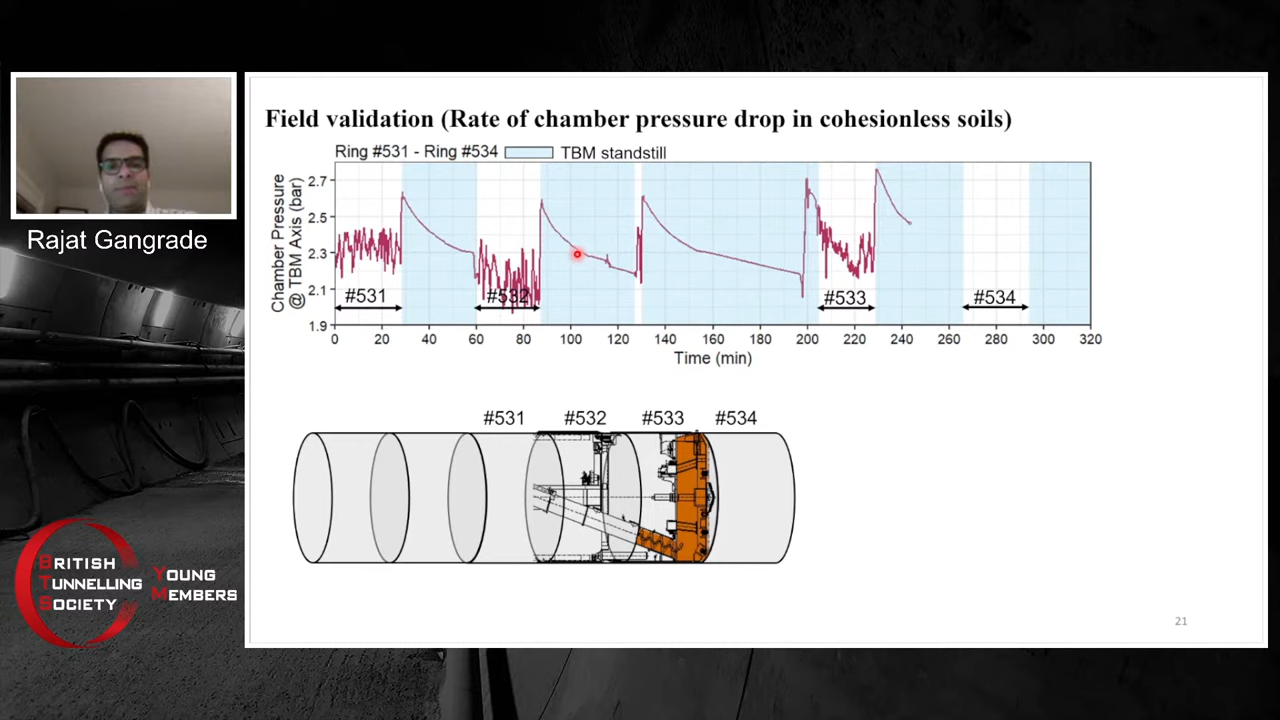 Rajat Gangrade
BRITISH
TUNNELLING
SOCIETY
YOUNG
MEMBERS
Field validation (Rate of chamber pressure drop in cohesionless soils)
Ring #531 - Ring #534 TBM standstill
Chamber Pressure
@ TBM Axis (bar)
2.7
2.5
2.3
2.1
1.9
#531
#532
#533
#534
0 20 40 60 80 100 120 140 160 180 200 220 240 260 280 300 320
Time (min)
#531 #532 #533 #534
21